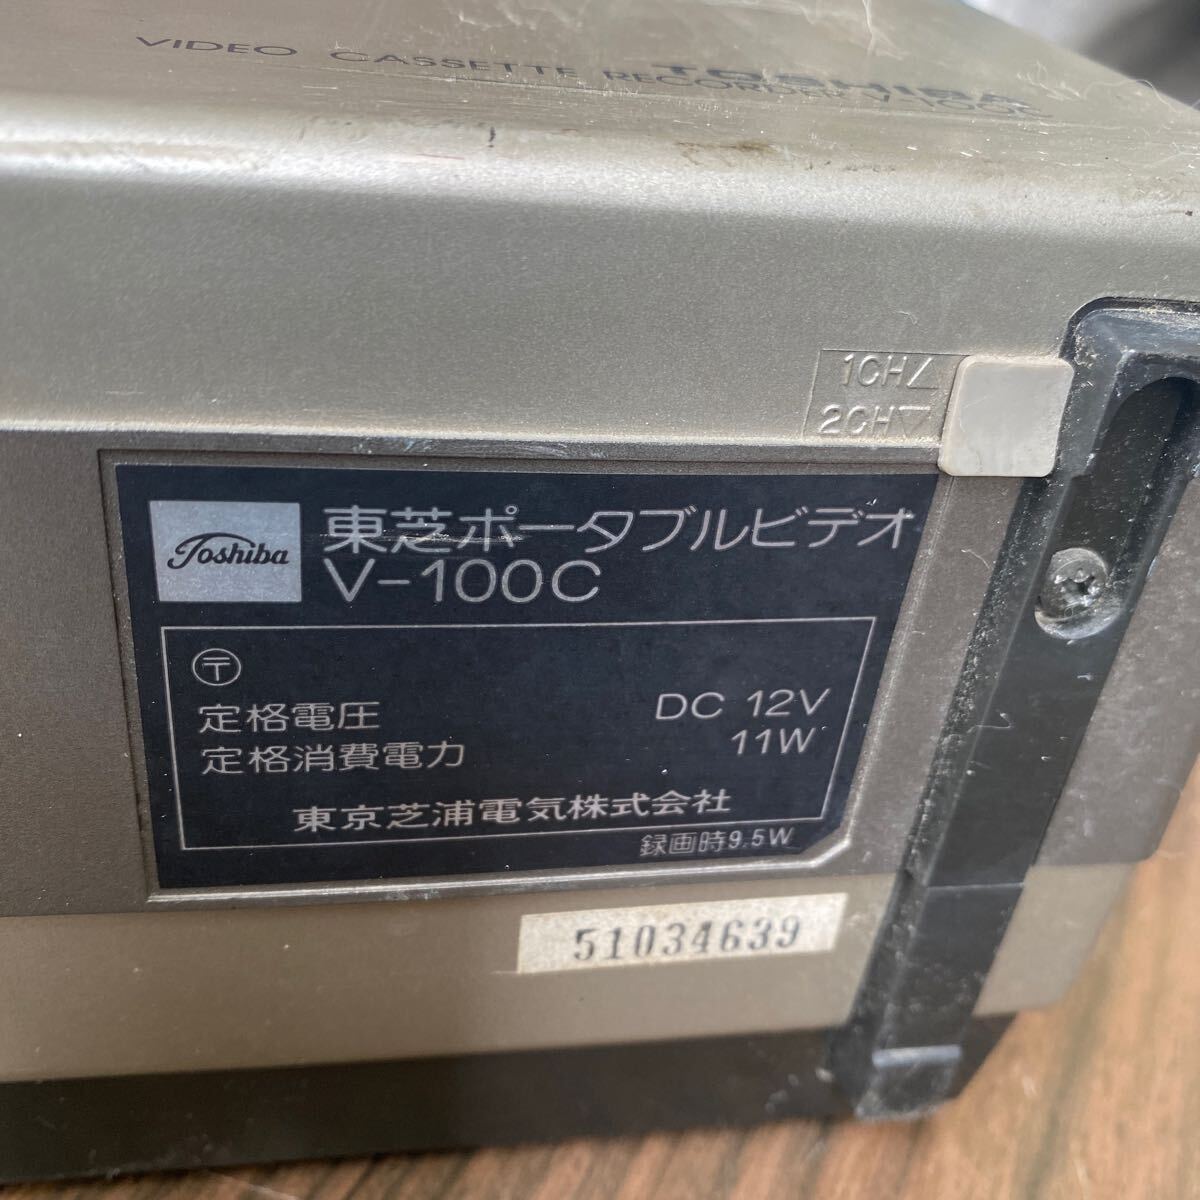 TOSHIBA
VIDEO CASSETTE RECORDER V-100C
1CH△
2CH▽
Toshiba
東芝ポータブルビデオ
V-100C
〒
定格電圧 DC 12V
定格消費電力 11W
東京芝浦電気株式会社
録画時9.5W
51034639